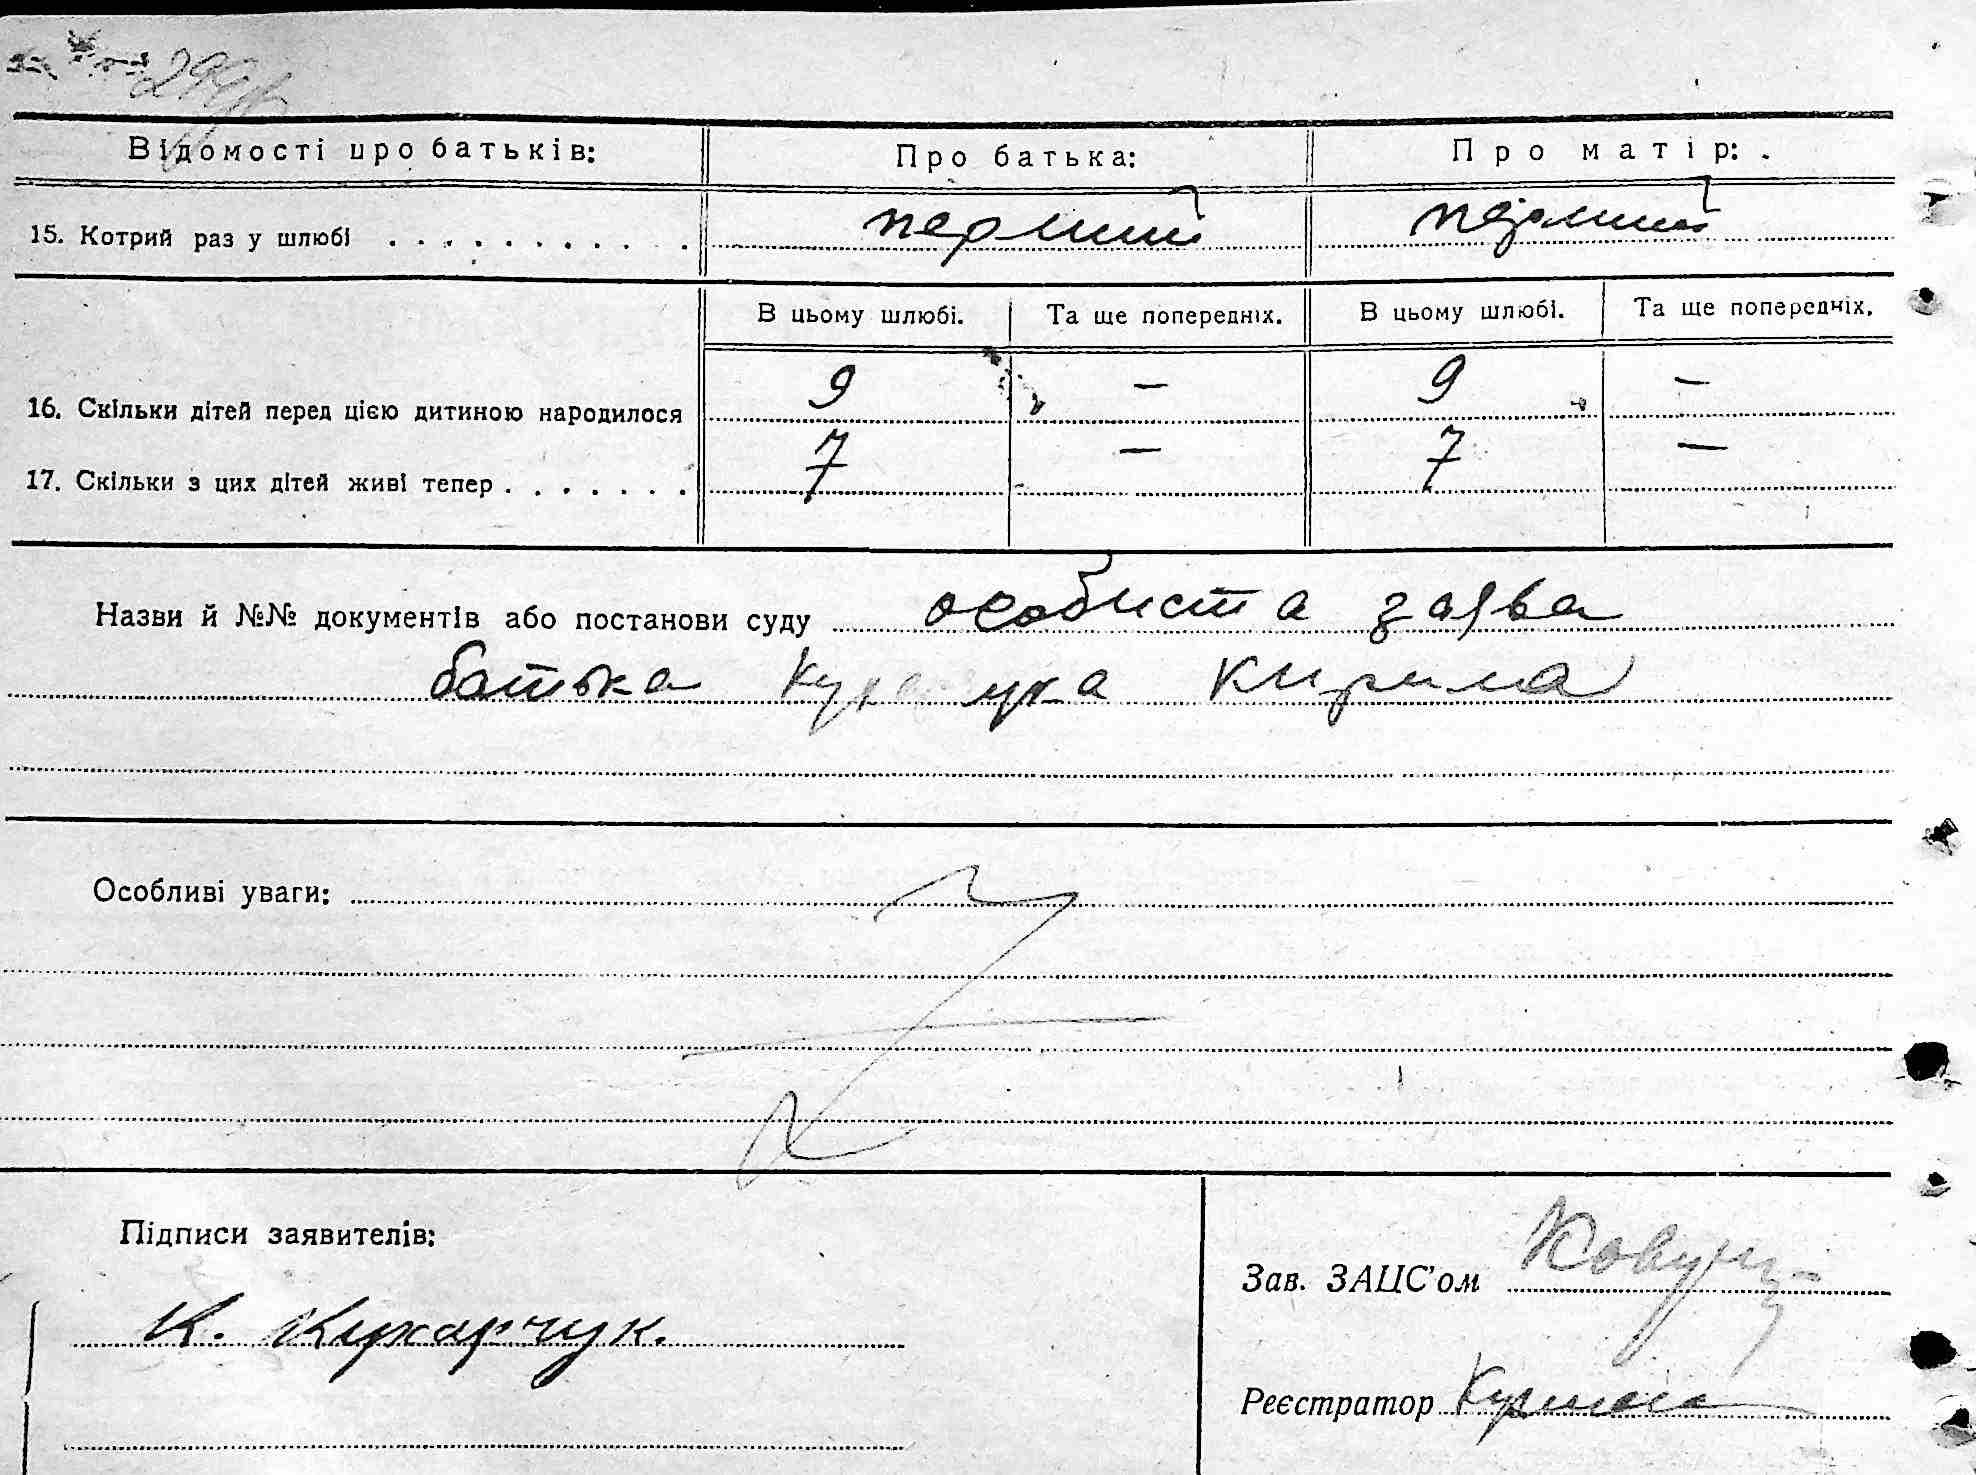 Відомості про батьків: Про батька: Про матір:
15. Котрий раз у шлюбі . . . . . . . . . . . перший перший
В цьому шлюбі. Та ще попередніх. В цьому шлюбі. Та ще попередніх.
16. Скільки дітей перед цією дитиною народилося 9 — 9 —
17. Скільки з цих дітей живі тепер . . . . . . . 7 — 7 —
Назви й №№ документів або постанови суду особиста заява
батька Кирила
Особливі уваги:
Підписи заявителів:
Зав. ЗАЦС'ом
К. Кухарчук.
Реєстратор